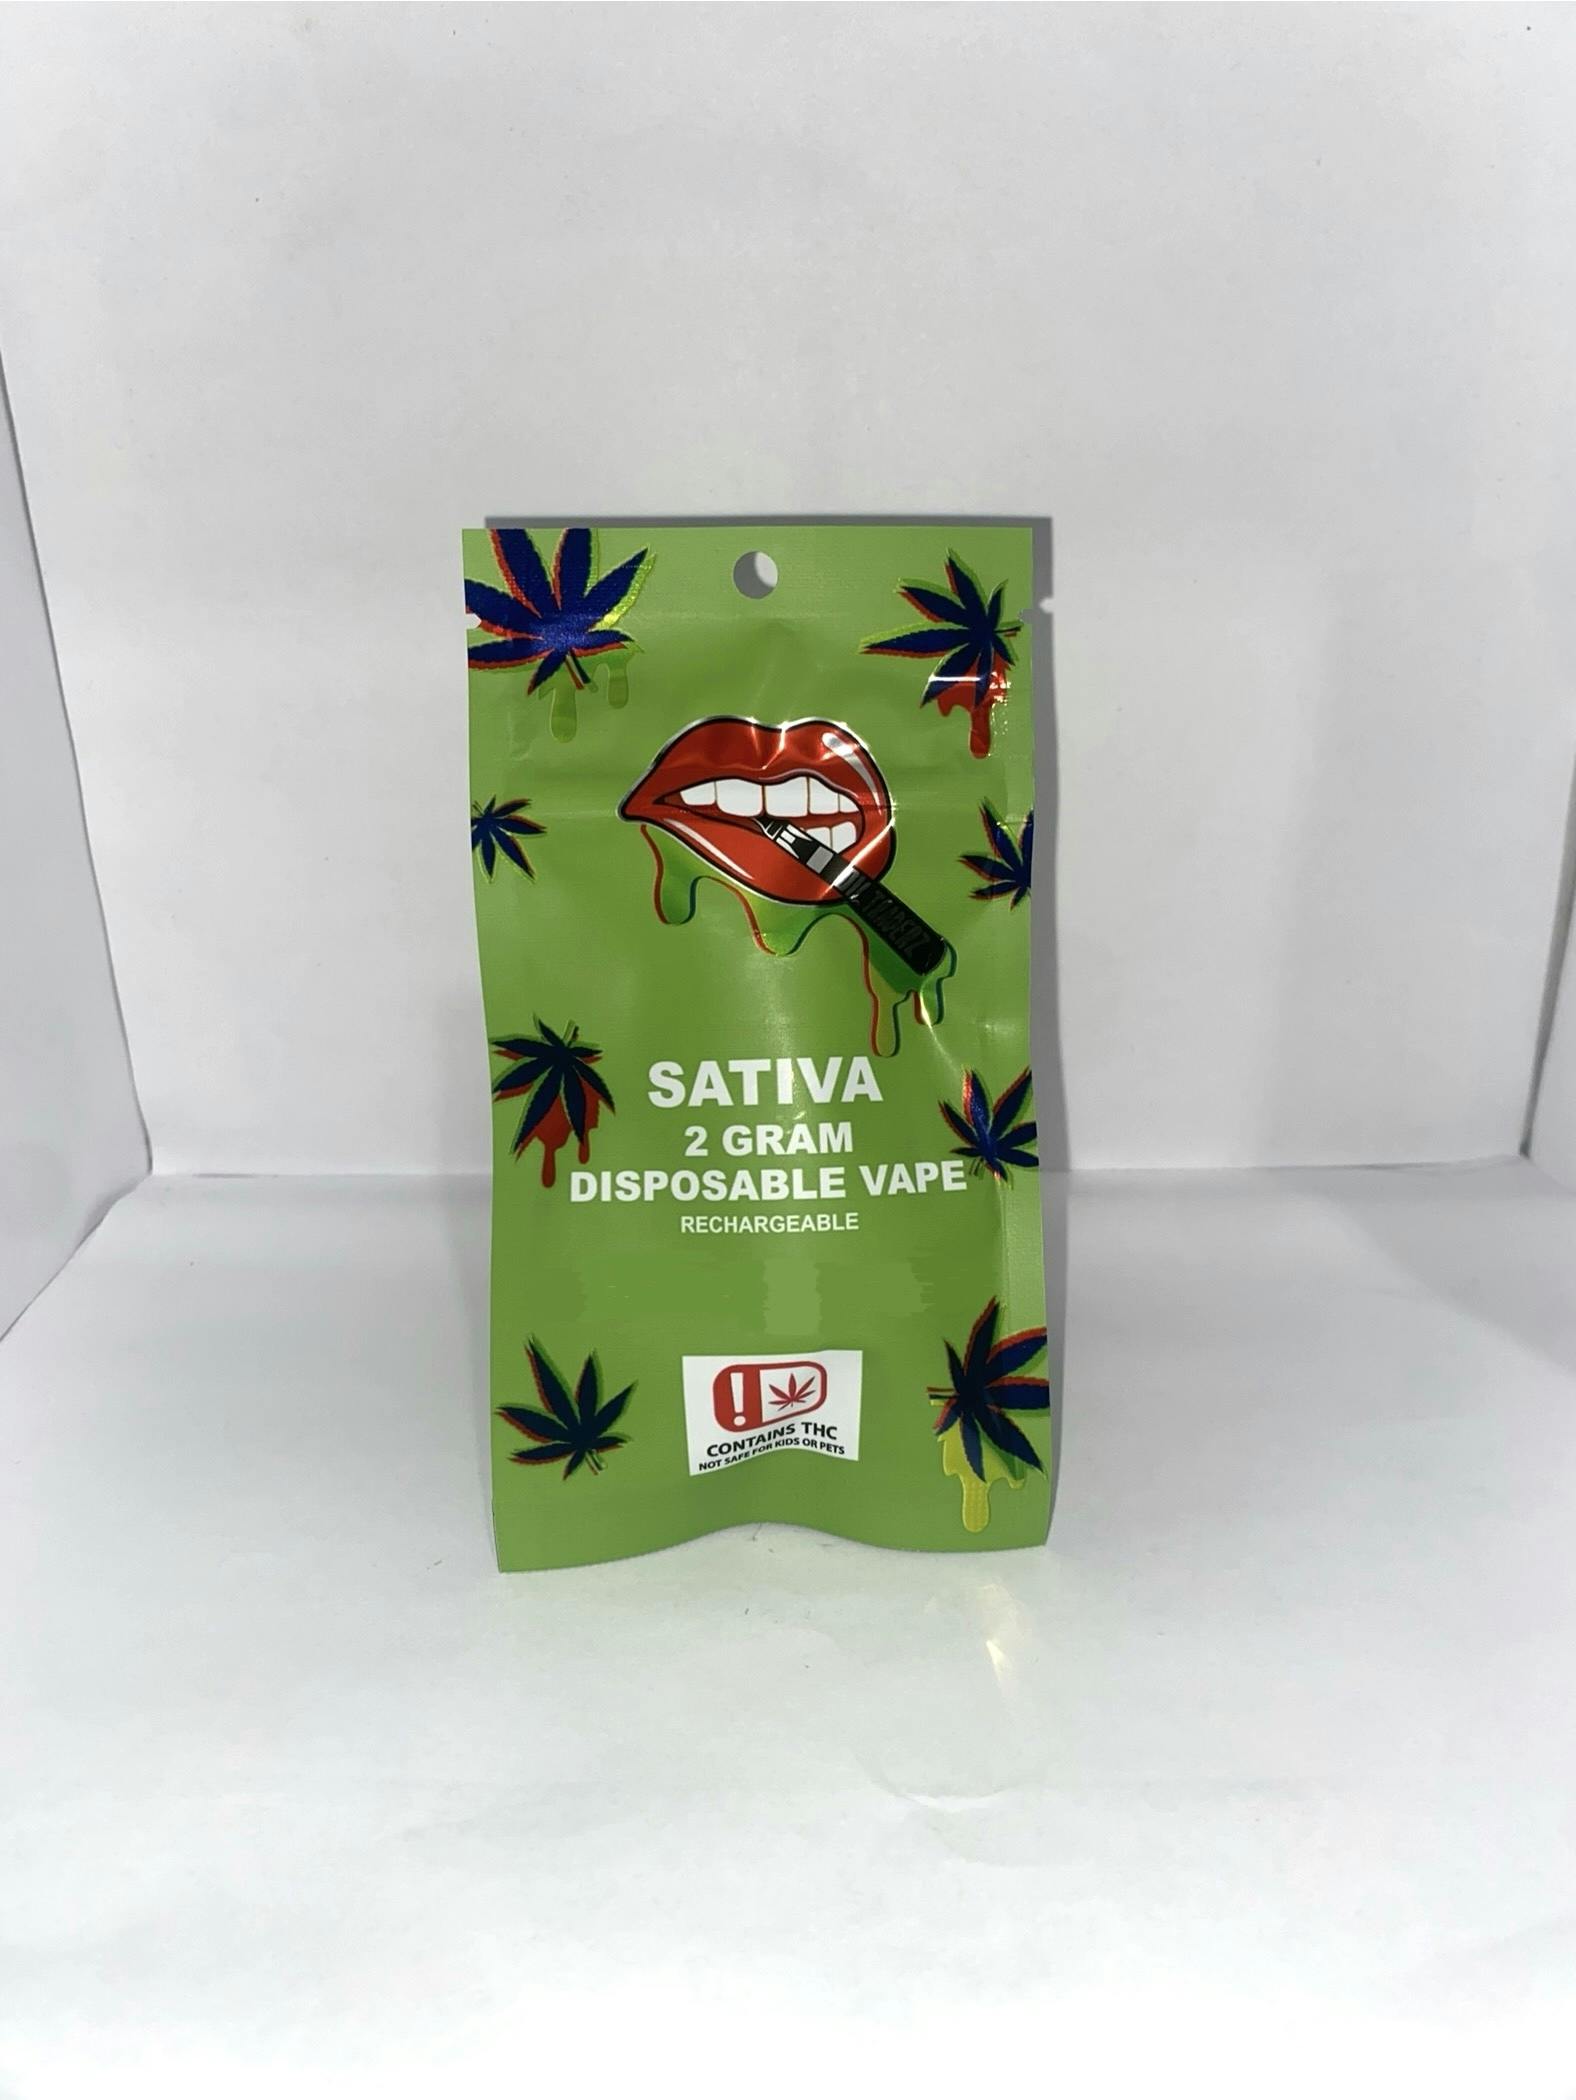 SATIVA
2 GRAM
DISPOSABLE VAPE
RECHARGEABLE
!
CONTAINS THC
NOT SAFE FOR KIDS OR PETS